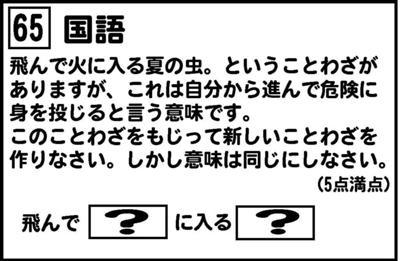 65 国語
飛んで火に入る夏の虫。ということわざが
ありますが、これは自分から進んで危険に
身を投じると言う意味です。
このことわざをもじって新しいことわざを
作りなさい。しかし意味は同じにしなさい。
(5点満点)
飛んで ? に入る ?